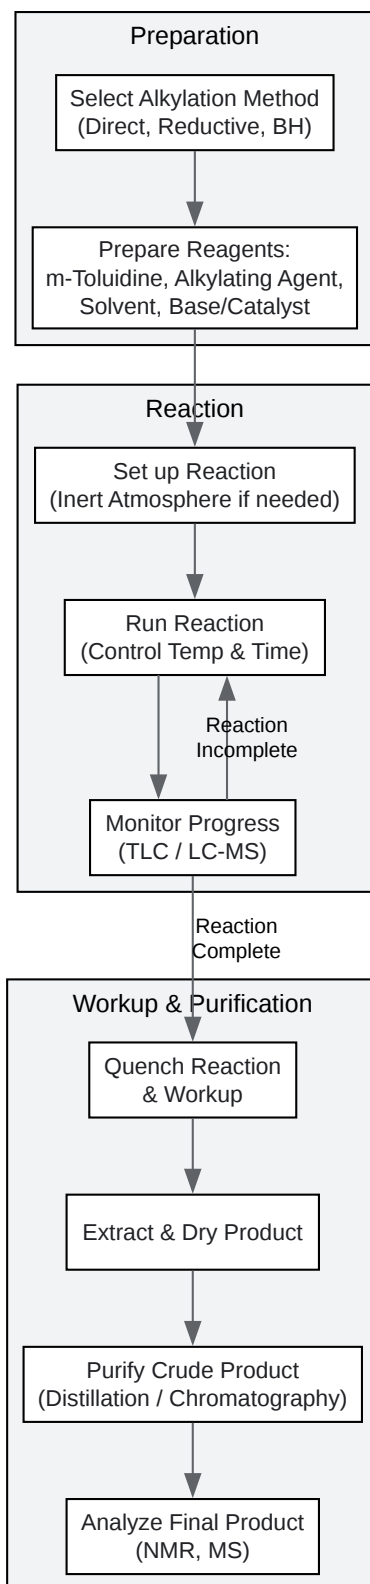 Preparation
Select Alkylation Method
(Direct, Reductive, BH)
Prepare Reagents:
m-Toluidine, Alkylating Agent,
Solvent, Base/Catalyst
Reaction
Set up Reaction
(Inert Atmosphere if needed)
Run Reaction
(Control Temp & Time)
Reaction
Incomplete
Monitor Progress
(TLC / LC-MS)
Reaction
Complete
Workup & Purification
Quench Reaction
& Workup
Extract & Dry Product
Purify Crude Product
(Distillation / Chromatography)
Analyze Final Product
(NMR, MS)